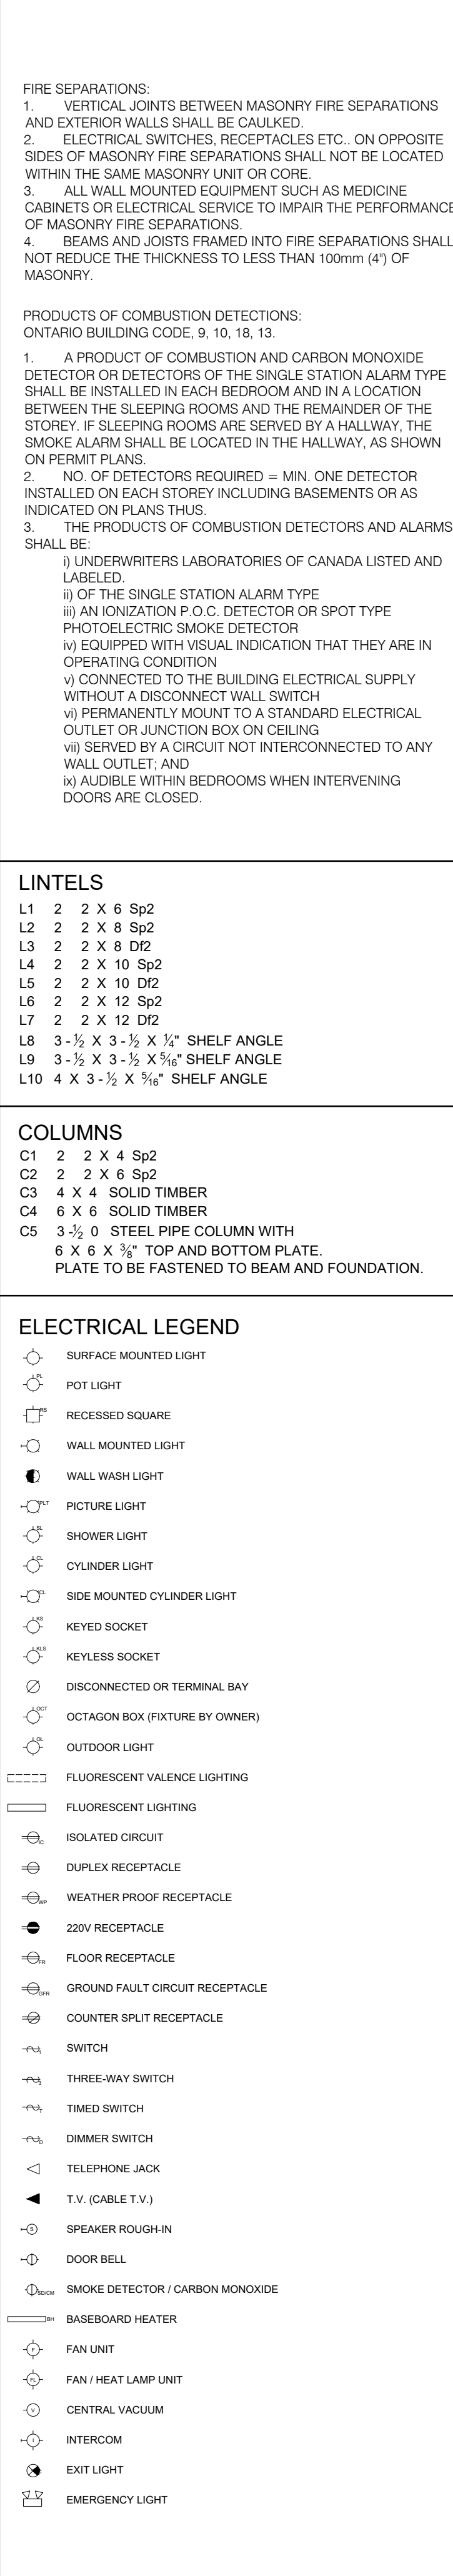 FIRE SEPARATIONS:
1. VERTICAL JOINTS BETWEEN MASONRY FIRE SEPARATIONS
AND EXTERIOR WALLS SHALL BE CAULKED.
2. ELECTRICAL SWITCHES, RECEPTACLES ETC.. ON OPPOSITE
SIDES OF MASONRY FIRE SEPARATIONS SHALL NOT BE LOCATED
WITHIN THE SAME MASONRY UNIT OR CORE.
3. ALL WALL MOUNTED EQUIPMENT SUCH AS MEDICINE
CABINETS OR ELECTRICAL SERVICE TO IMPAIR THE PERFORMANCE
OF MASONRY FIRE SEPARATIONS.
4. BEAMS AND JOISTS FRAMED INTO FIRE SEPARATIONS SHALL
NOT REDUCE THE THICKNESS TO LESS THAN 100mm (4") OF
MASONRY.
PRODUCTS OF COMBUSTION DETECTIONS:
ONTARIO BUILDING CODE, 9, 10, 18, 13.
1. A PRODUCT OF COMBUSTION AND CARBON MONOXIDE
DETECTOR OR DETECTORS OF THE SINGLE STATION ALARM TYPE
SHALL BE INSTALLED IN EACH BEDROOM AND IN A LOCATION
BETWEEN THE SLEEPING ROOMS AND THE REMAINDER OF THE
STOREY. IF SLEEPING ROOMS ARE SERVED BY A HALLWAY, THE
SMOKE ALARM SHALL BE LOCATED IN THE HALLWAY, AS SHOWN
ON PERMIT PLANS.
2. NO. OF DETECTORS REQUIRED = MIN. ONE DETECTOR
INSTALLED ON EACH STOREY INCLUDING BASEMENTS OR AS
INDICATED ON PLANS THUS.
3. THE PRODUCTS OF COMBUSTION DETECTORS AND ALARMS
SHALL BE:
i) UNDERWRITERS LABORATORIES OF CANADA LISTED AND
LABELED.
ii) OF THE SINGLE STATION ALARM TYPE
iii) AN IONIZATION P.O.C. DETECTOR OR SPOT TYPE
PHOTOELECTRIC SMOKE DETECTOR
iv) EQUIPPED WITH VISUAL INDICATION THAT THEY ARE IN
OPERATING CONDITION
v) CONNECTED TO THE BUILDING ELECTRICAL SUPPLY
WITHOUT A DISCONNECT WALL SWITCH
vi) PERMANENTLY MOUNT TO A STANDARD ELECTRICAL
OUTLET OR JUNCTION BOX ON CEILING
vii) SERVED BY A CIRCUIT NOT INTERCONNECTED TO ANY
WALL OUTLET; AND
ix) AUDIBLE WITHIN BEDROOMS WHEN INTERVENING
DOORS ARE CLOSED.
LINTELS
L1 2 2 X 6 Sp2
L2 2 2 X 8 Sp2
L3 2 2 X 8 Df2
L4 2 2 X 10 Sp2
L5 2 2 X 10 Df2
L6 2 2 X 12 Sp2
L7 2 2 X 12 Df2
L8 3 - ½ X 3 - ½ X ¼" SHELF ANGLE
L9 3 - ½ X 3 - ½ X 5⁄16" SHELF ANGLE
L10 4 X 3 - ½ X 5⁄16" SHELF ANGLE
COLUMNS
C1 2 2 X 4 Sp2
C2 2 2 X 6 Sp2
C3 4 X 4 SOLID TIMBER
C4 6 X 6 SOLID TIMBER
C5 3 -½ 0 STEEL PIPE COLUMN WITH
6 X 6 X ⅜" TOP AND BOTTOM PLATE.
PLATE TO BE FASTENED TO BEAM AND FOUNDATION.
ELECTRICAL LEGEND
SURFACE MOUNTED LIGHT
PL POT LIGHT
RS RECESSED SQUARE
WALL MOUNTED LIGHT
WALL WASH LIGHT
PLT PICTURE LIGHT
SL SHOWER LIGHT
CL CYLINDER LIGHT
CL SIDE MOUNTED CYLINDER LIGHT
KS KEYED SOCKET
KLS KEYLESS SOCKET
DISCONNECTED OR TERMINAL BAY
OCT OCTAGON BOX (FIXTURE BY OWNER)
OL OUTDOOR LIGHT
FLUORESCENT VALENCE LIGHTING
FLUORESCENT LIGHTING
IC ISOLATED CIRCUIT
DUPLEX RECEPTACLE
WP WEATHER PROOF RECEPTACLE
220V RECEPTACLE
FR FLOOR RECEPTACLE
GFR GROUND FAULT CIRCUIT RECEPTACLE
COUNTER SPLIT RECEPTACLE
SWITCH
3 THREE-WAY SWITCH
T TIMED SWITCH
D DIMMER SWITCH
TELEPHONE JACK
T.V. (CABLE T.V.)
S SPEAKER ROUGH-IN
DOOR BELL
SD/CM SMOKE DETECTOR / CARBON MONOXIDE
BH BASEBOARD HEATER
F FAN UNIT
FL FAN / HEAT LAMP UNIT
V CENTRAL VACUUM
I INTERCOM
EXIT LIGHT
EMERGENCY LIGHT